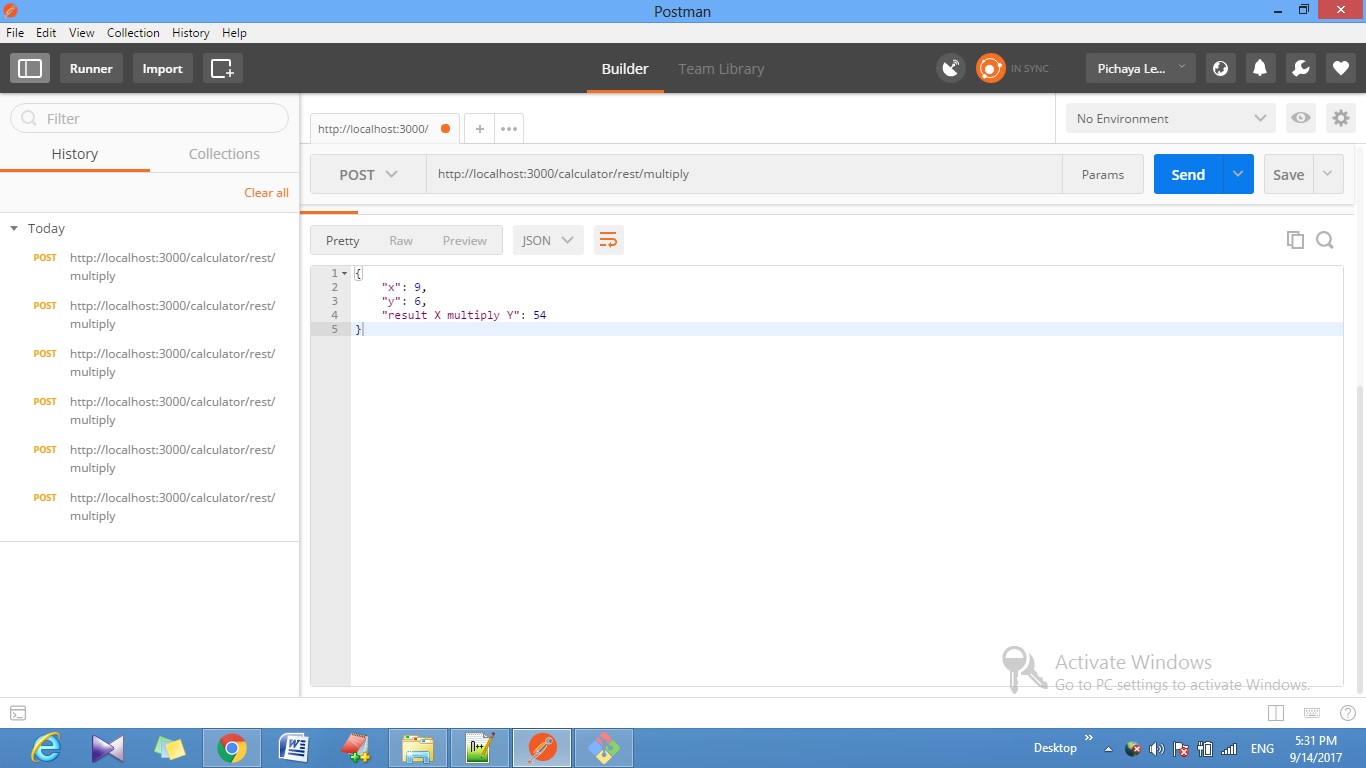 Postman
File Edit View Collection History Help
Runner Import Builder Team Library IN SYNC Pichaya Le...
Filter
History Collections
Clear all
Today
POST http://localhost:3000/calculator/rest/
multiply
POST http://localhost:3000/calculator/rest/
multiply
POST http://localhost:3000/calculator/rest/
multiply
POST http://localhost:3000/calculator/rest/
multiply
POST http://localhost:3000/calculator/rest/
multiply
POST http://localhost:3000/calculator/rest/
multiply
http://localhost:3000/ + ••• No Environment
POST http://localhost:3000/calculator/rest/multiply Params Send Save
Pretty Raw Preview JSON
1 {
2 "x": 9,
3 "y": 6,
4 "result X multiply Y": 54
5 }
Activate Windows
Go to PC settings to activate Windows.
Desktop » ENG 5:31 PM
9/14/2017